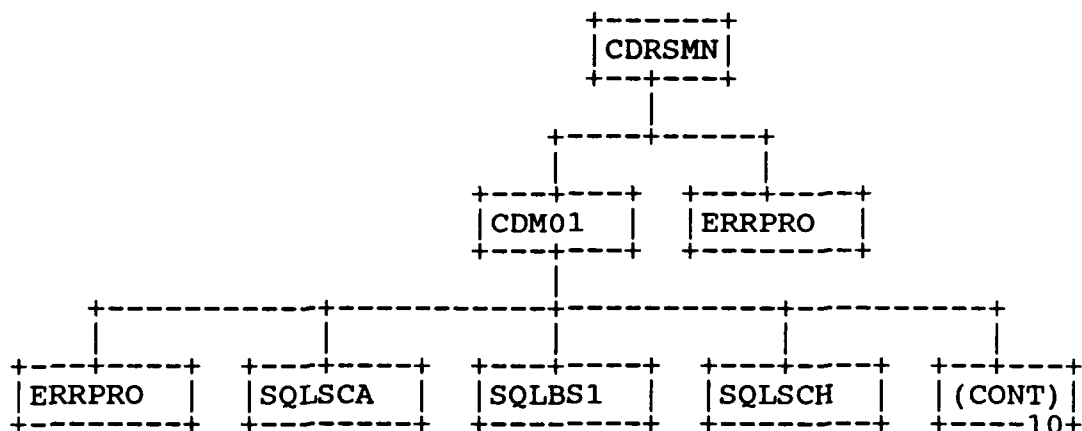 CDRSMN
CDM01 ERRPRO
ERRPRO SQLSCA SQLBS1 SQLSCH (CONT)
10